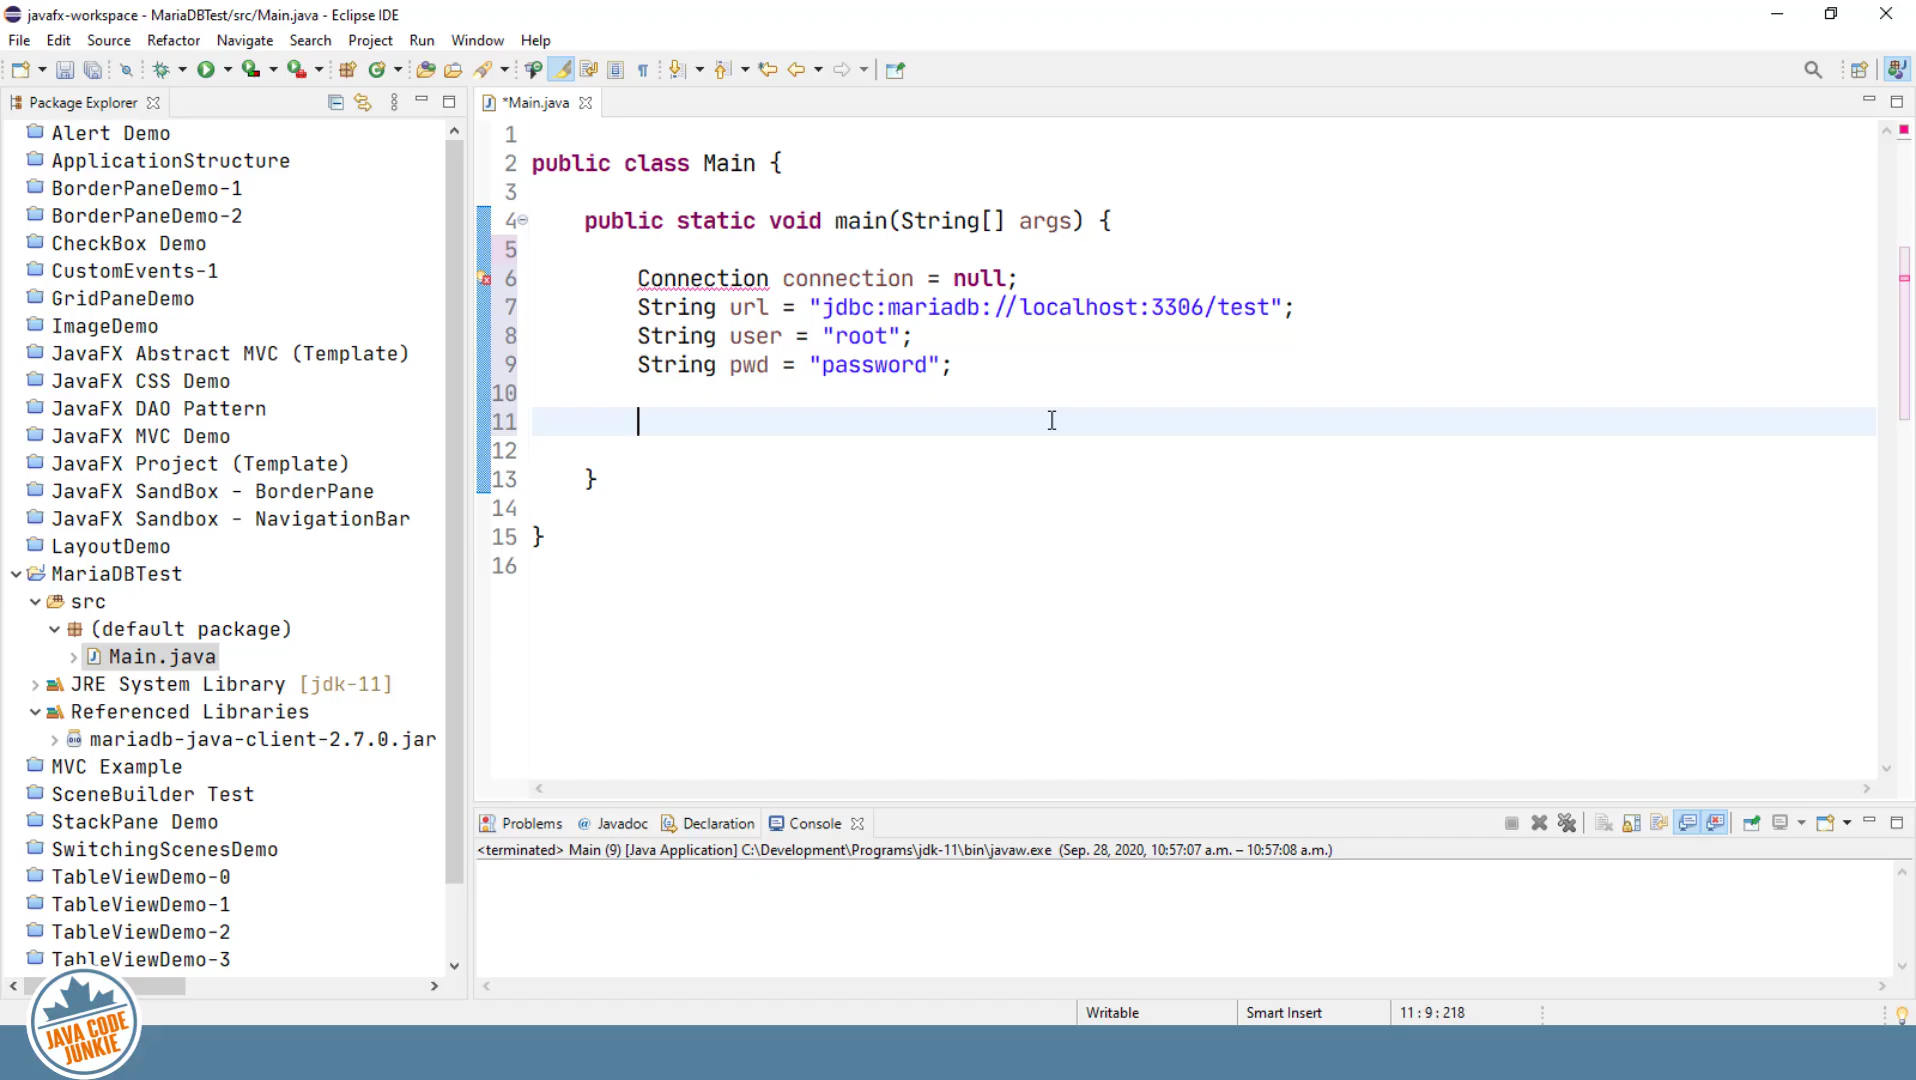 javafx-workspace - MariaDBTest/src/Main.java - Eclipse IDE
File Edit Source Refactor Navigate Search Project Run Window Help
Package Explorer
*Main.java
Alert Demo
ApplicationStructure
BorderPaneDemo-1
BorderPaneDemo-2
CheckBox Demo
CustomEvents-1
GridPaneDemo
ImageDemo
JavaFX Abstract MVC (Template)
JavaFX CSS Demo
JavaFX DAO Pattern
JavaFX MVC Demo
JavaFX Project (Template)
JavaFX SandBox - BorderPane
JavaFX Sandbox - NavigationBar
LayoutDemo
MariaDBTest
src
(default package)
Main.java
JRE System Library [jdk-11]
Referenced Libraries
mariadb-java-client-2.7.0.jar
MVC Example
SceneBuilder Test
StackPane Demo
SwitchingScenesDemo
TableViewDemo-0
TableViewDemo-1
TableViewDemo-2
TableViewDemo-3
1
2 public class Main {
3
4 public static void main(String[] args) {
5
6 Connection connection = null;
7 String url = "jdbc:mariadb://localhost:3306/test";
8 String user = "root";
9 String pwd = "password";
10
11
12
13 }
14
15 }
16
Problems @ Javadoc Declaration Console
<terminated> Main (9) [Java Application] C:\Development\Programs\jdk-11\bin\javaw.exe (Sep. 28, 2020, 10:57:07 a.m. – 10:57:08 a.m.)
Writable Smart Insert 11 : 9 : 218
JAVA CODE
JUNKIE